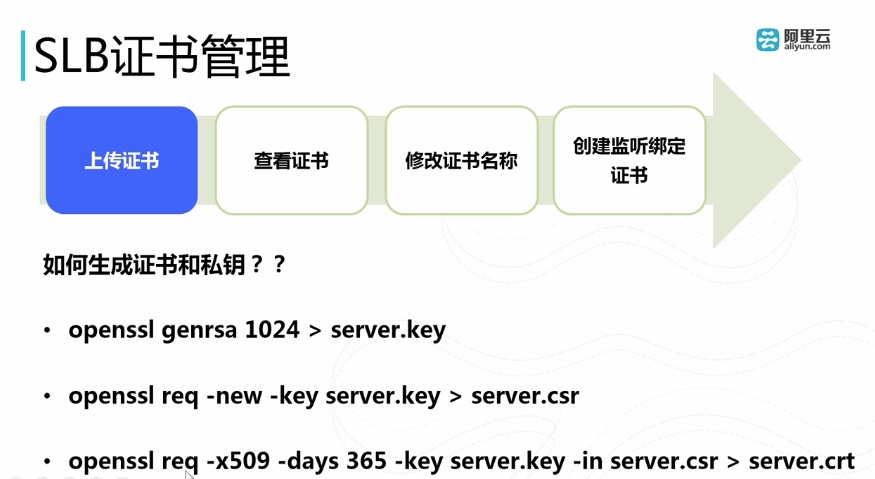 SLB证书管理
阿里云
aliyun.com
上传证书
查看证书
修改证书名称
创建监听绑定
证书
如何生成证书和私钥？？
• openssl genrsa 1024 > server.key
• openssl req -new -key server.key > server.csr
• openssl req -x509 -days 365 -key server.key -in server.csr > server.crt